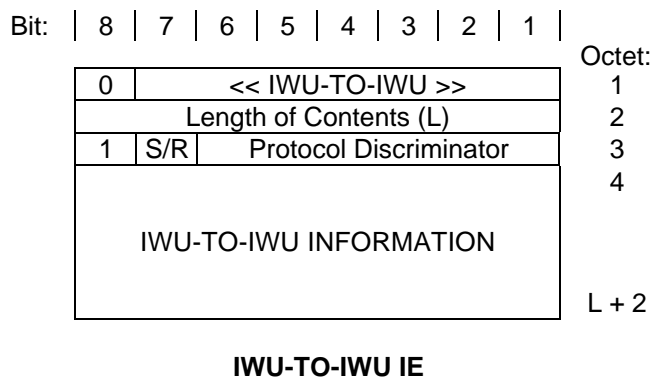 Bit: | 8 | 7 | 6 | 5 | 4 | 3 | 2 | 1 |
Octet:
0 << IWU-TO-IWU >> 1
Length of Contents (L) 2
1 S/R Protocol Discriminator 3
4
IWU-TO-IWU INFORMATION
L + 2
IWU-TO-IWU IE